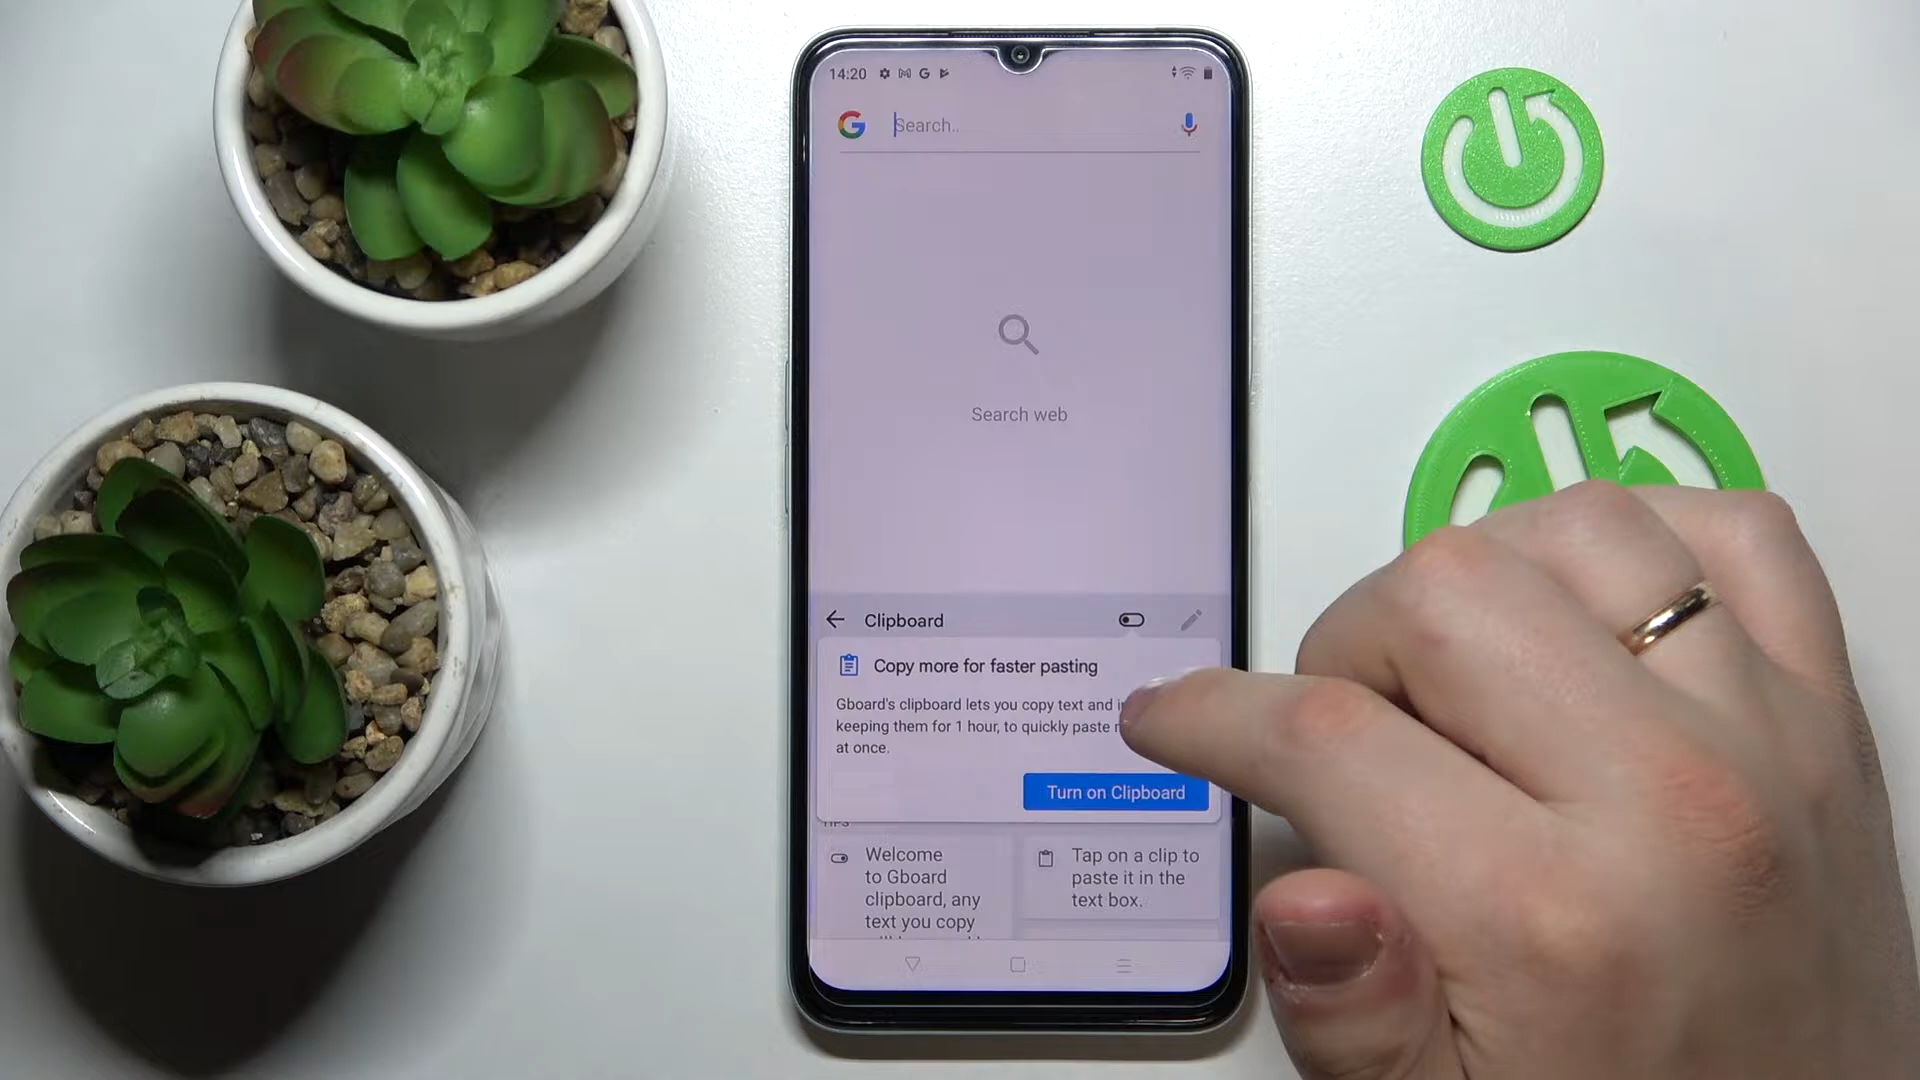 14:20
Search..
Search web
Clipboard
Copy more for faster pasting
Gboard's clipboard lets you copy text and
keeping them for 1 hour, to quickly paste
at once.
Turn on Clipboard
TIPS
Welcome
to Gboard
clipboard, any
text you copy
Tap on a clip to
paste it in the
text box.